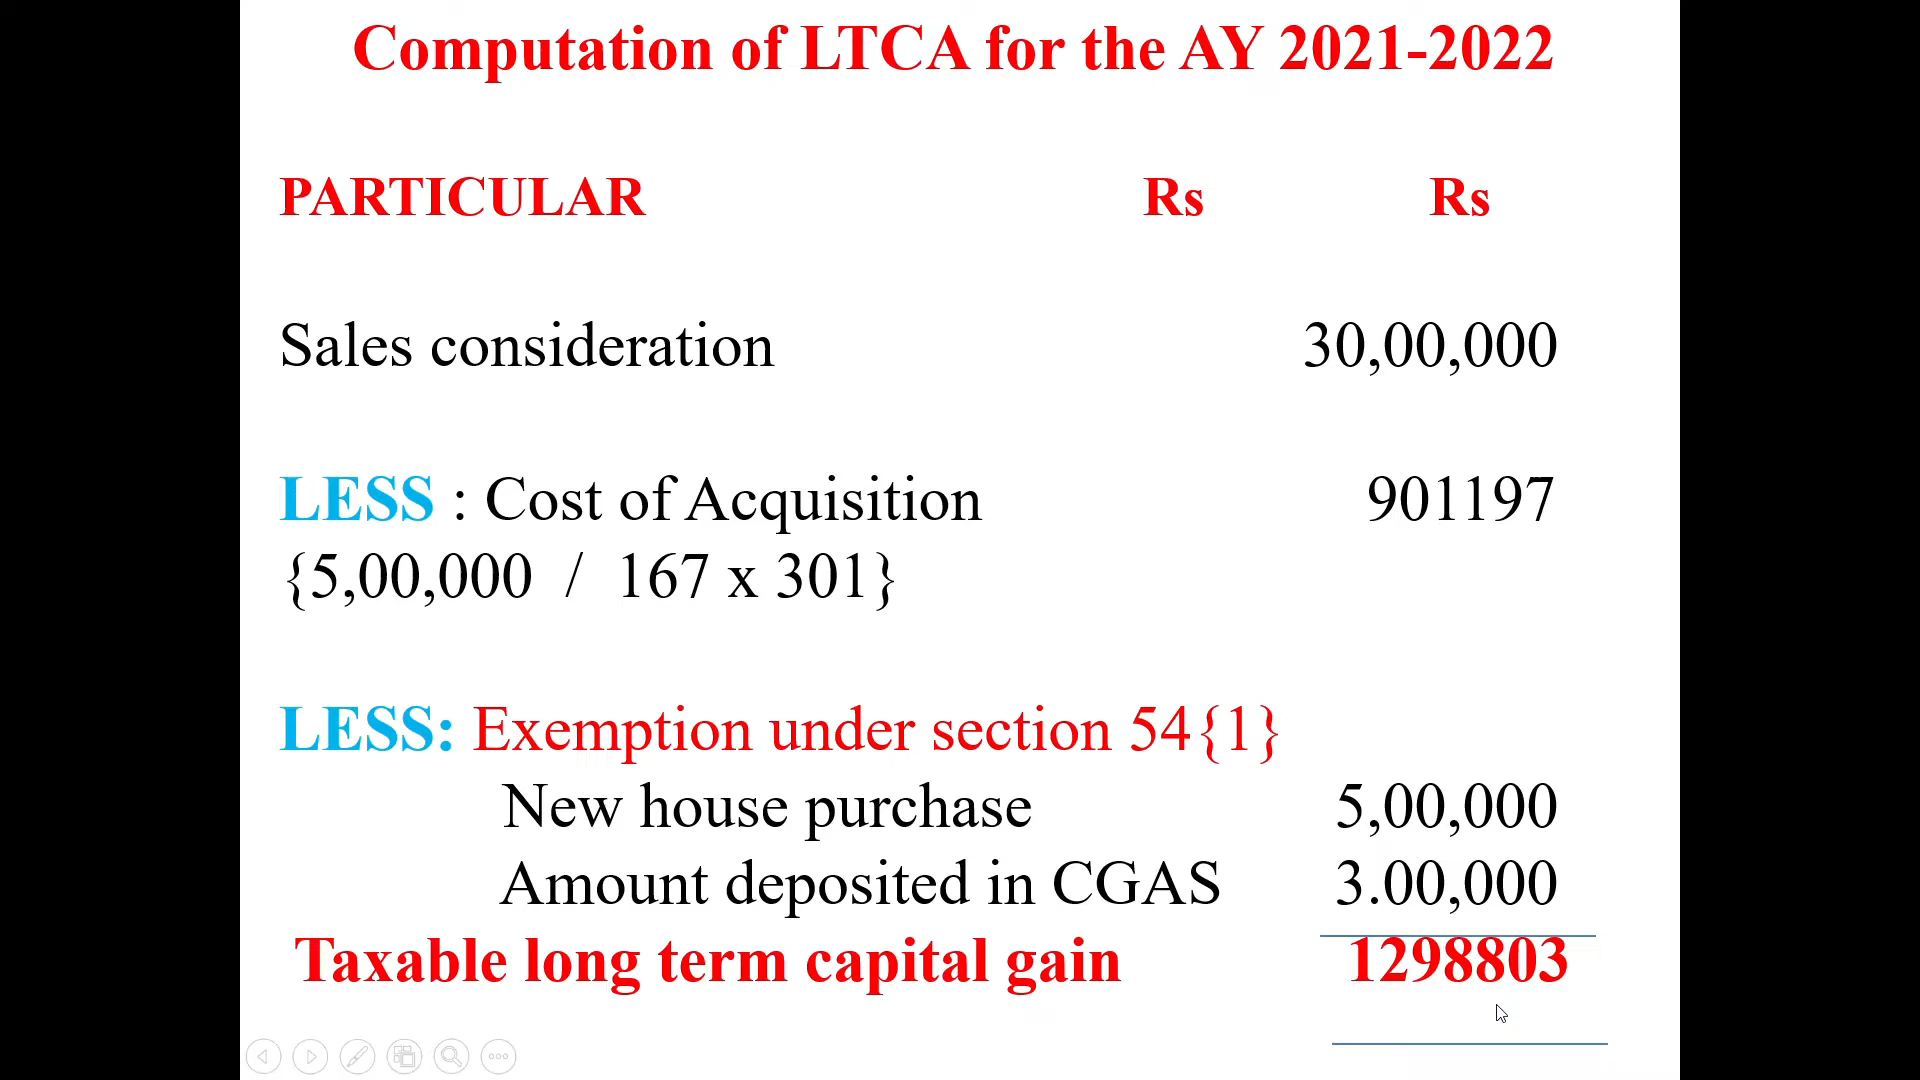 Computation of LTCA for the AY 2021-2022
PARTICULAR Rs Rs
Sales consideration 30,00,000
LESS : Cost of Acquisition 901197
{5,00,000 / 167 x 301}
LESS: Exemption under section 54{1}
New house purchase 5,00,000
Amount deposited in CGAS 3.00,000
Taxable long term capital gain 1298803